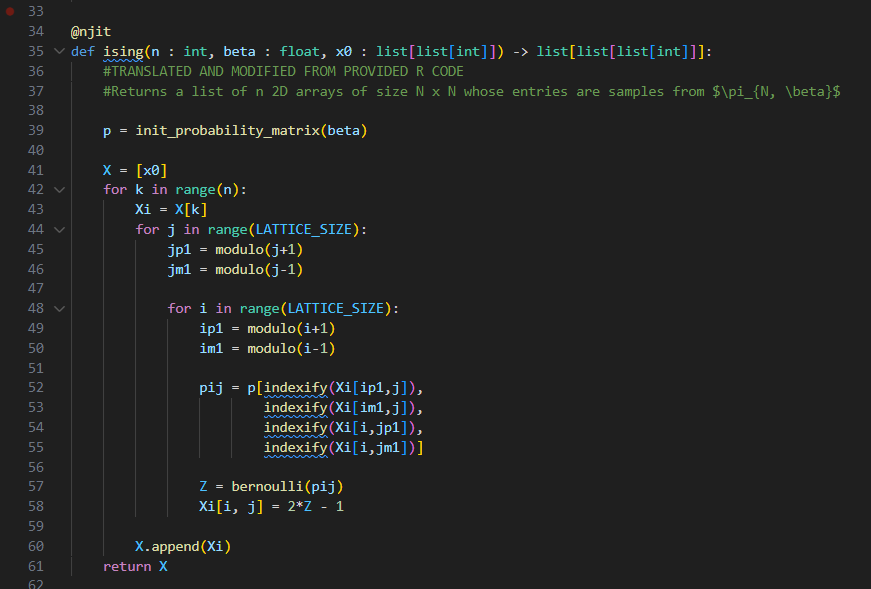 33
34 @njit
35 def ising(n : int, beta : float, x0 : list[list[int]]) -> list[list[list[int]]]:
36 #TRANSLATED AND MODIFIED FROM PROVIDED R CODE
37 #Returns a list of n 2D arrays of size N x N whose entries are samples from $\pi_{N, \beta}$
38
39 p = init_probability_matrix(beta)
40
41 X = [x0]
42 for k in range(n):
43 Xi = X[k]
44 for j in range(LATTICE_SIZE):
45 jp1 = modulo(j+1)
46 jm1 = modulo(j-1)
47
48 for i in range(LATTICE_SIZE):
49 ip1 = modulo(i+1)
50 im1 = modulo(i-1)
51
52 pij = p[indexify(Xi[ip1,j]),
53 indexify(Xi[im1,j]),
54 indexify(Xi[i,jp1]),
55 indexify(Xi[i,jm1])]
56
57 Z = bernoulli(pij)
58 Xi[i, j] = 2*Z - 1
59
60 X.append(Xi)
61 return X
62